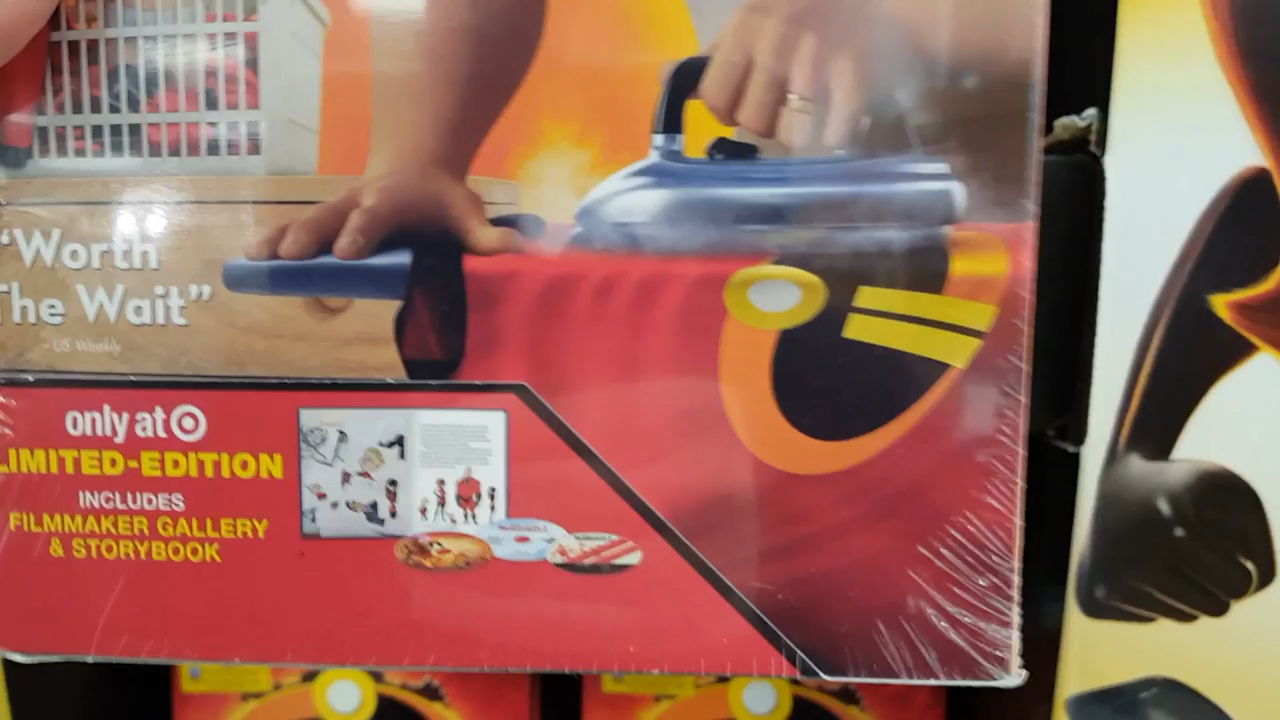 “Worth
The Wait”
- US Weekly
only at
LIMITED-EDITION
INCLUDES
FILMMAKER GALLERY
& STORYBOOK